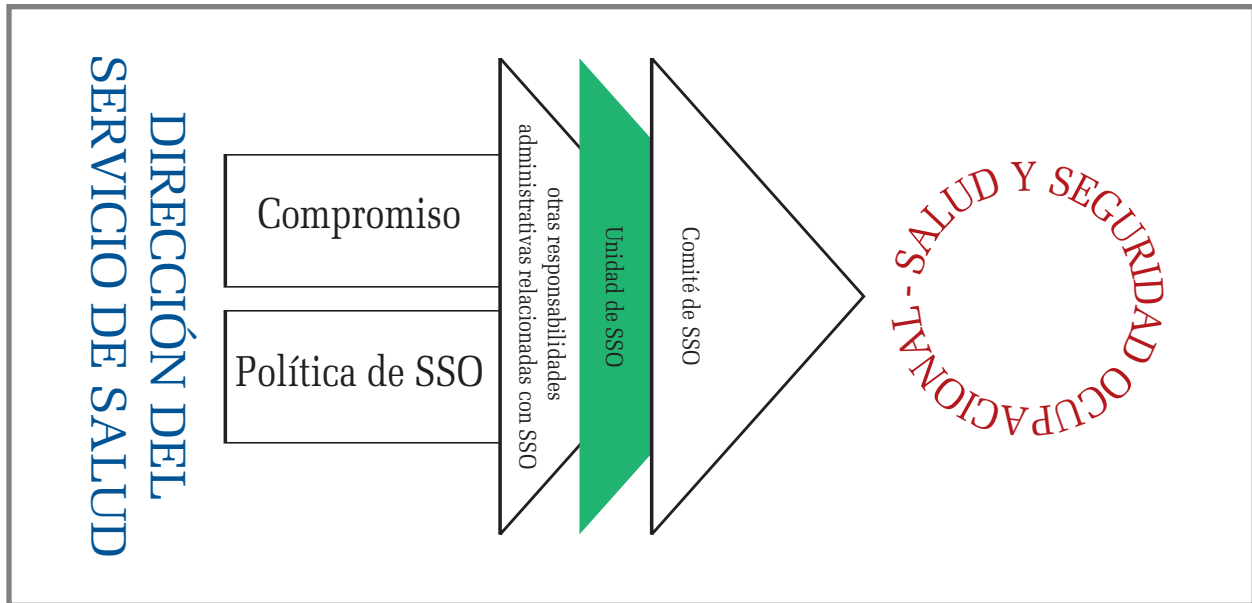 DIRECCIÓN DEL
SERVICIO DE SALUD
Compromiso
Política de SSO
otras responsabilidades
administrativas relacionadas con SSO
Unidad de SSO
Comité de SSO
SALUD Y SEGURIDAD OCUPACIONAL -